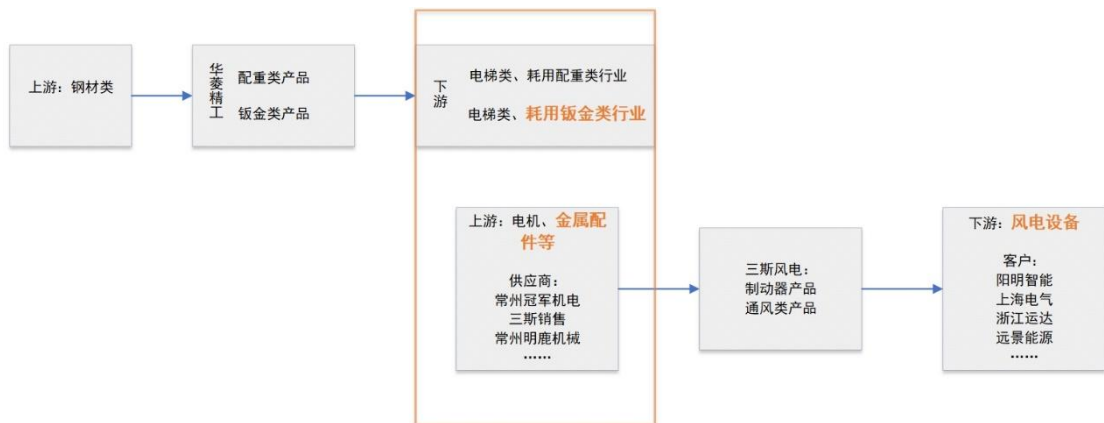 上游：钢材类
华菱精工
配重类产品
钣金类产品
下游
电梯类、耗用配重类行业
电梯类、耗用钣金类行业
上游：电机、金属配
件等
供应商：
常州冠军机电
三斯销售
常州明鹿机械
……
三斯风电：
制动器产品
通风类产品
下游：风电设备
客户：
阳明智能
上海电气
浙江运达
远景能源
……